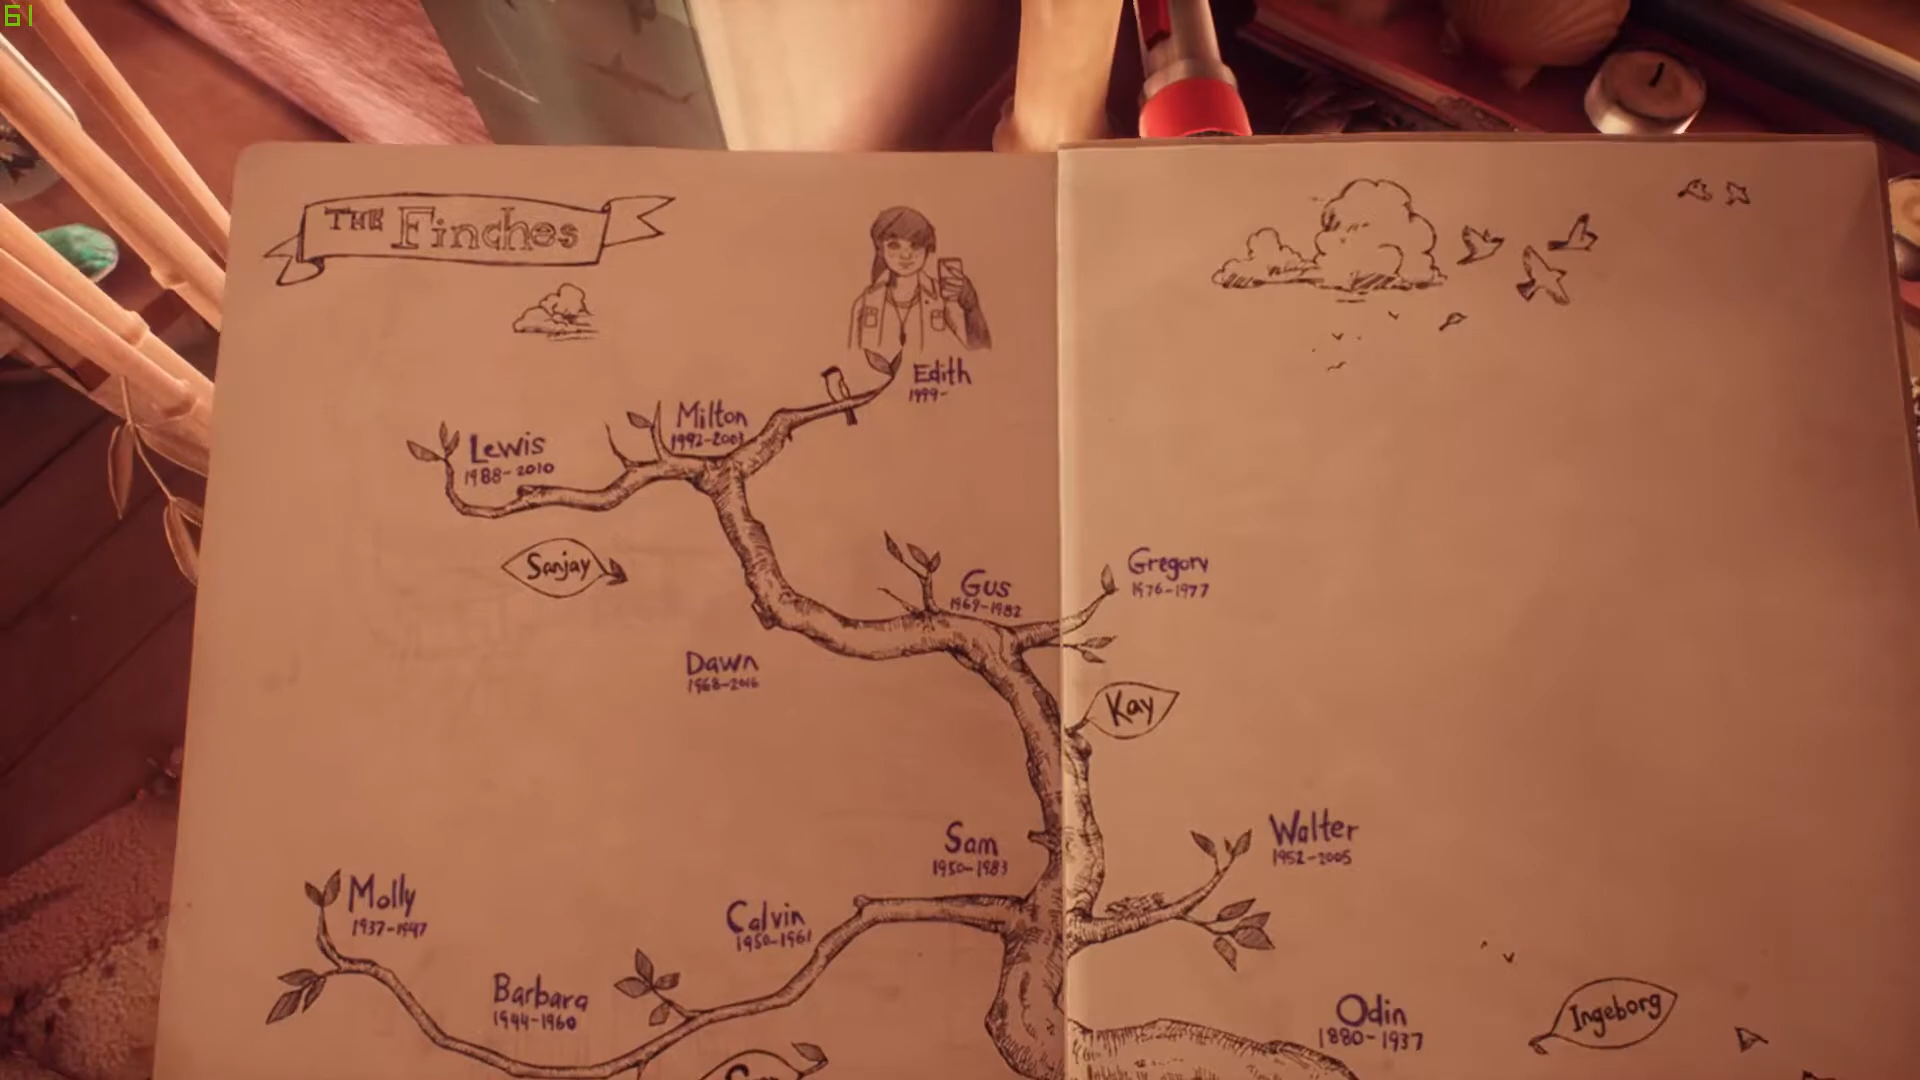 61
THE Finches
Edith
1999-
Milton
1992-2003
Lewis
1988-2010
Sanjay
Gus
1969-1982
Gregory
1976-1977
Dawn
1968-2016
Kay
Sam
1950-1983
Walter
1952-2005
Molly
1937-1947
Calvin
1950-1961
Barbara
1944-1960
Odin
1880-1937
Ingeborg